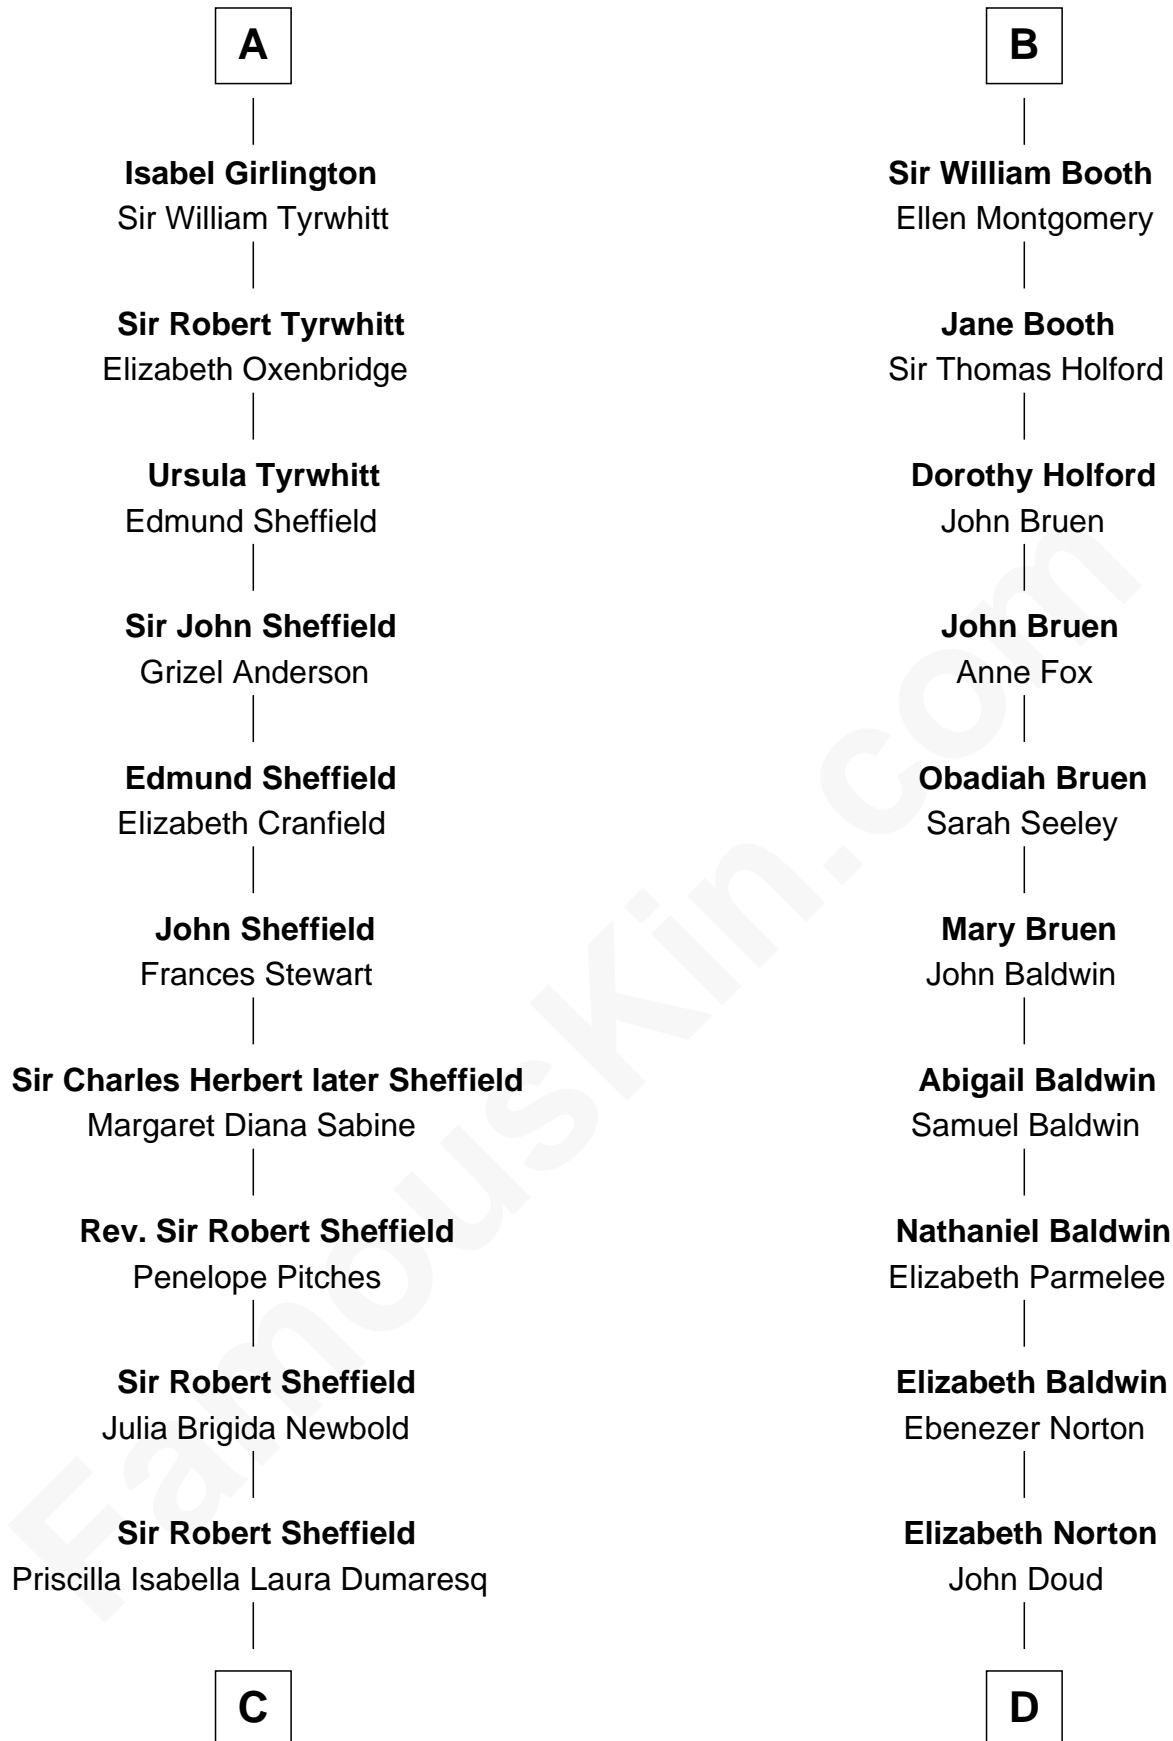 A
Isabel Girlington
Sir William Tyrwhitt
Sir Robert Tyrwhitt
Elizabeth Oxenbridge
Ursula Tyrwhitt
Edmund Sheffield
Sir John Sheffield
Grizel Anderson
Edmund Sheffield
Elizabeth Cranfield
John Sheffield
Frances Stewart
Sir Charles Herbert later Sheffield
Margaret Diana Sabine
Rev. Sir Robert Sheffield
Penelope Pitches
Sir Robert Sheffield
Julia Brigida Newbold
Sir Robert Sheffield
Priscilla Isabella Laura Dumaresq
C
B
Sir William Booth
Ellen Montgomery
Jane Booth
Sir Thomas Holford
Dorothy Holford
John Bruen
John Bruen
Anne Fox
Obadiah Bruen
Sarah Seeley
Mary Bruen
John Baldwin
Abigail Baldwin
Samuel Baldwin
Nathaniel Baldwin
Elizabeth Parmelee
Elizabeth Baldwin
Ebenezer Norton
Elizabeth Norton
John Doud
D
FamousKin.com